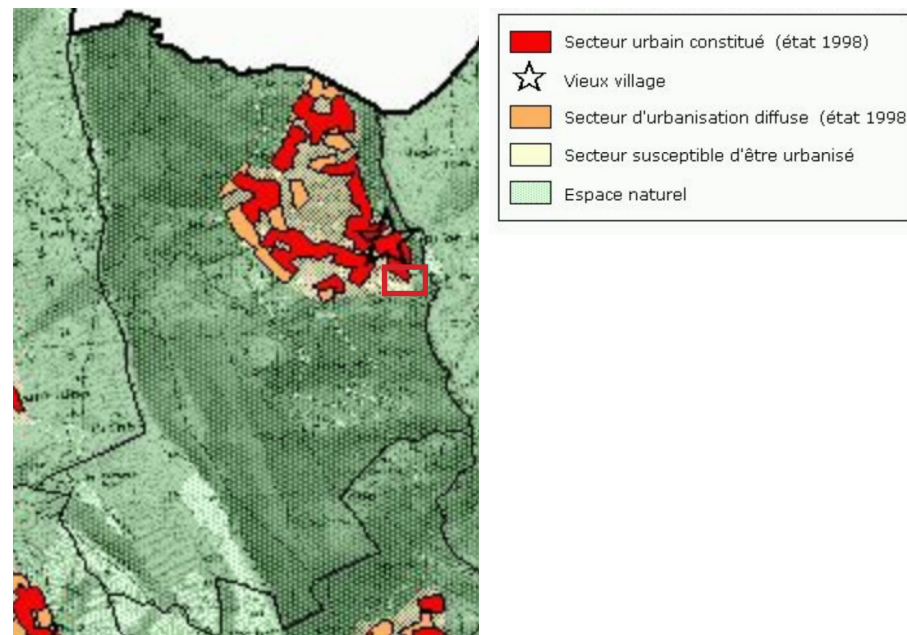 Secteur urbain constitué (état 1998)
Vieux village
Secteur d'urbanisation diffuse (état 1998
Secteur susceptible d'être urbanisé
Espace naturel